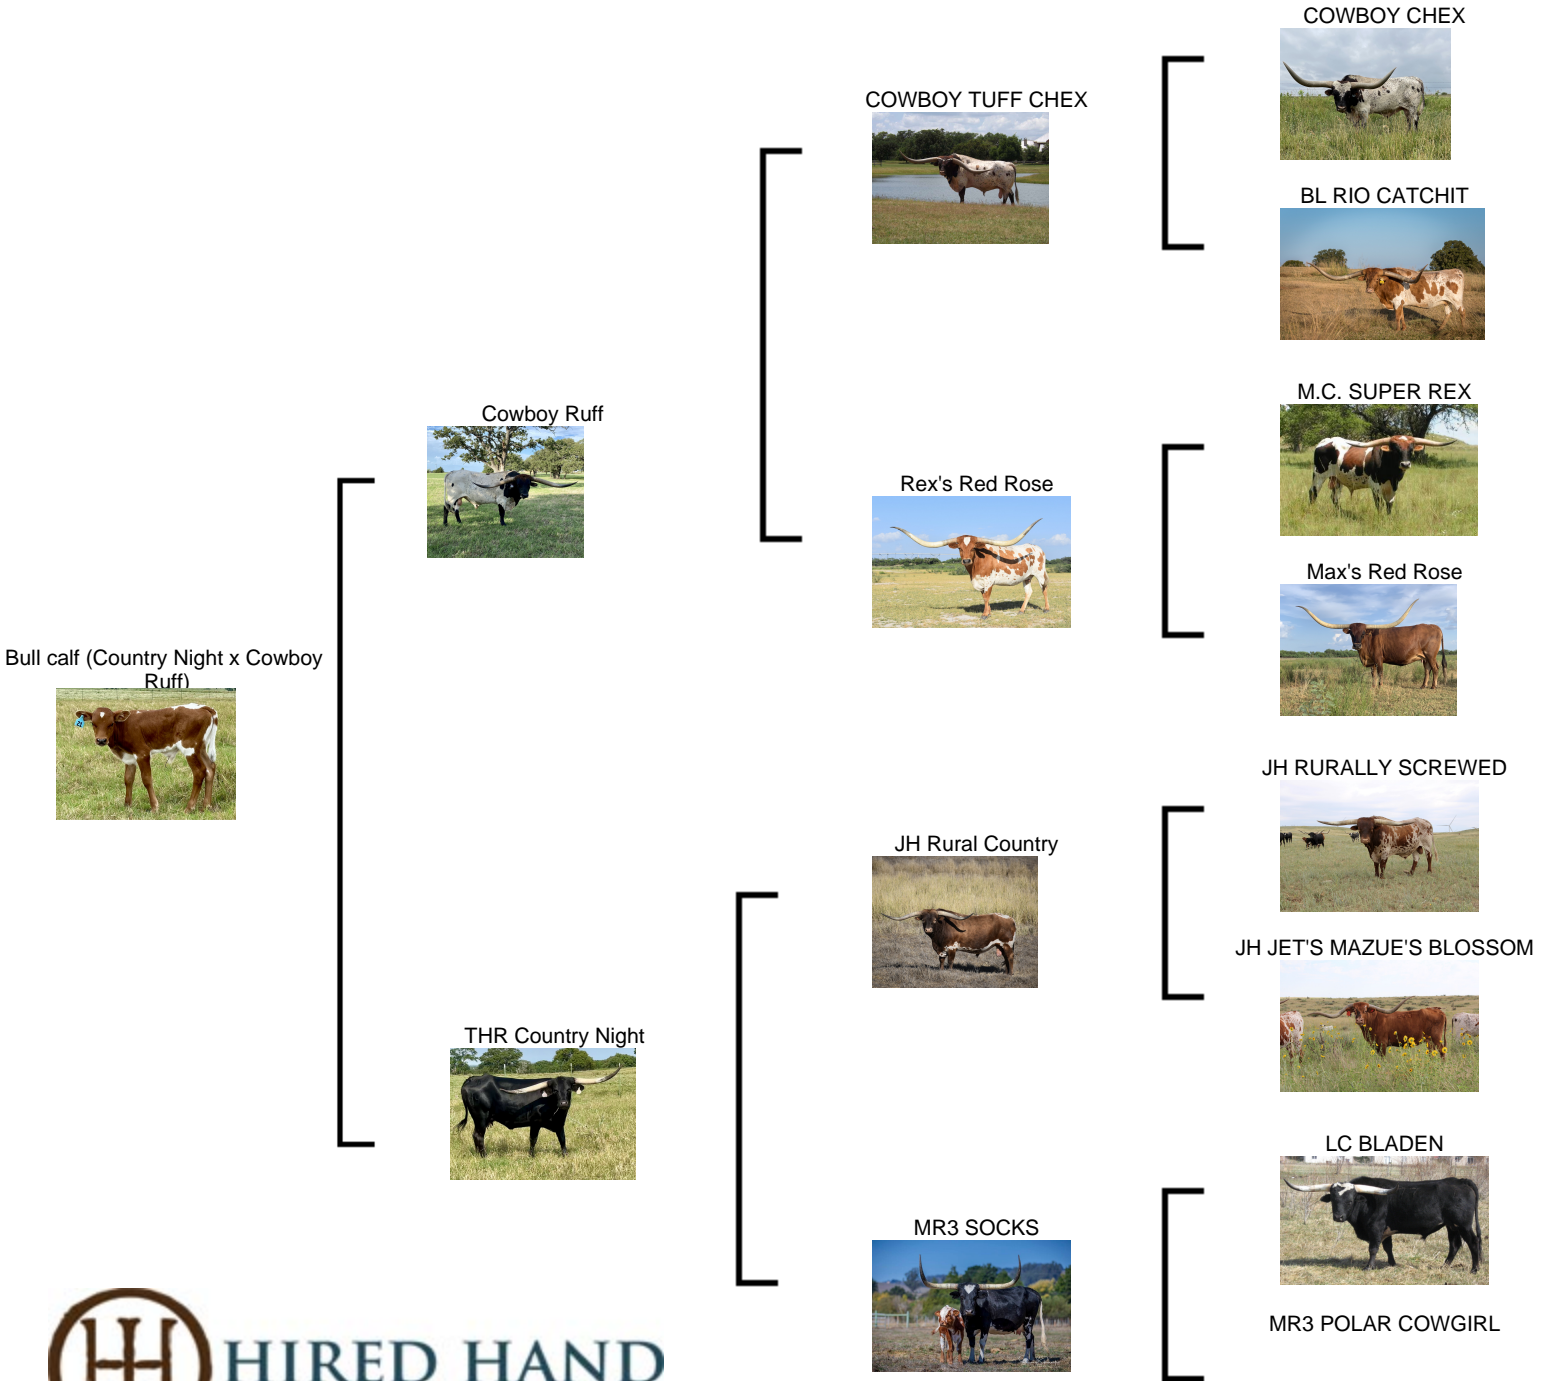 COWBOY CHEX
COWBOY TUFF CHEX
BL RIO CATCHIT
Cowboy Ruff
M.C. SUPER REX
Rex's Red Rose
Max's Red Rose
Bull calf (Country Night x Cowboy
Ruff)
JH RURALLY SCREWED
JH Rural Country
JH JET'S MAZUE'S BLOSSOM
THR Country Night
LC BLADEN
MR3 SOCKS
MR3 POLAR COWGIRL
HIRED HAND